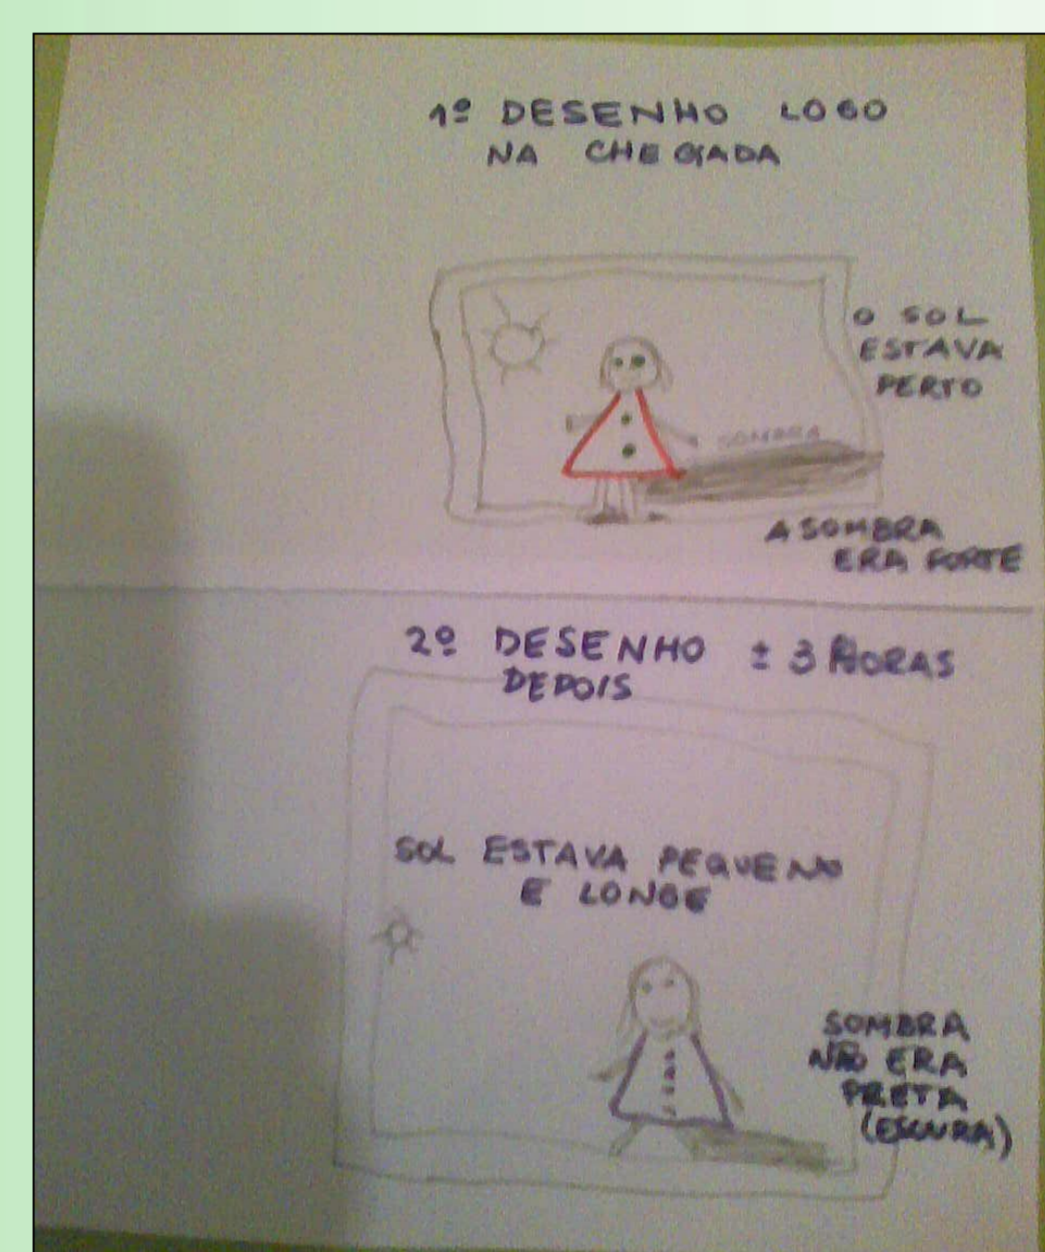 1º DESENHO LOGO
NA CHEGADA
O SOL
ESTAVA
PERTO
SOMBRA
A SOMBRA
ERA FORTE
2º DESENHO ± 3 HORAS
DEPOIS
SOL ESTAVA PEQUENO
E LONGE
SOMBRA
NÃO ERA
PRETA
(ESCURA)